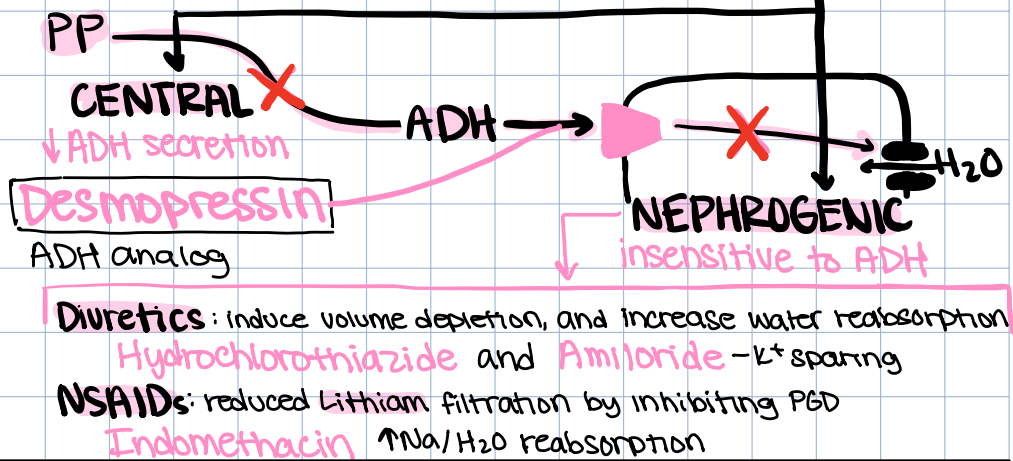 PP
CENTRAL
↓ADH secretion
ADH
H₂O
Desmopressin
ADH analog
NEPHROGENIC
insensitive to ADH
Diuretics: induce volume depletion, and increase water reabsorption
Hydrochlorothiazide and Amiloride - K⁺ sparing
NSAIDs: reduced Lithiam filtration by inhibiting PGD
Indomethacin ↑Na/H₂O reabsorption